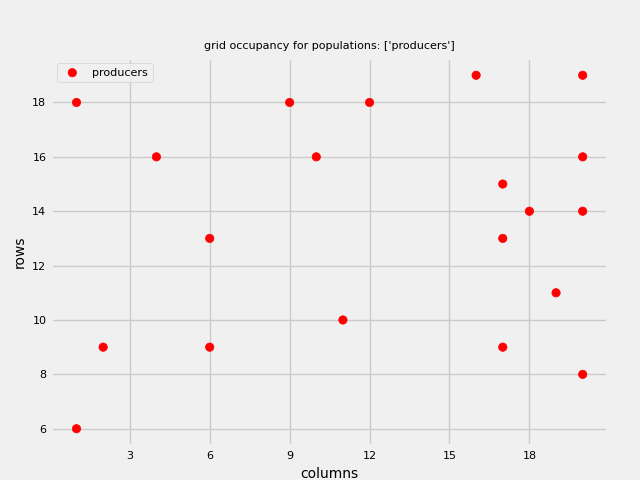 grid occupancy for populations: ['producers']
producers
18
16
14
12
10
8
6
rows
3 6 9 12 15 18
columns